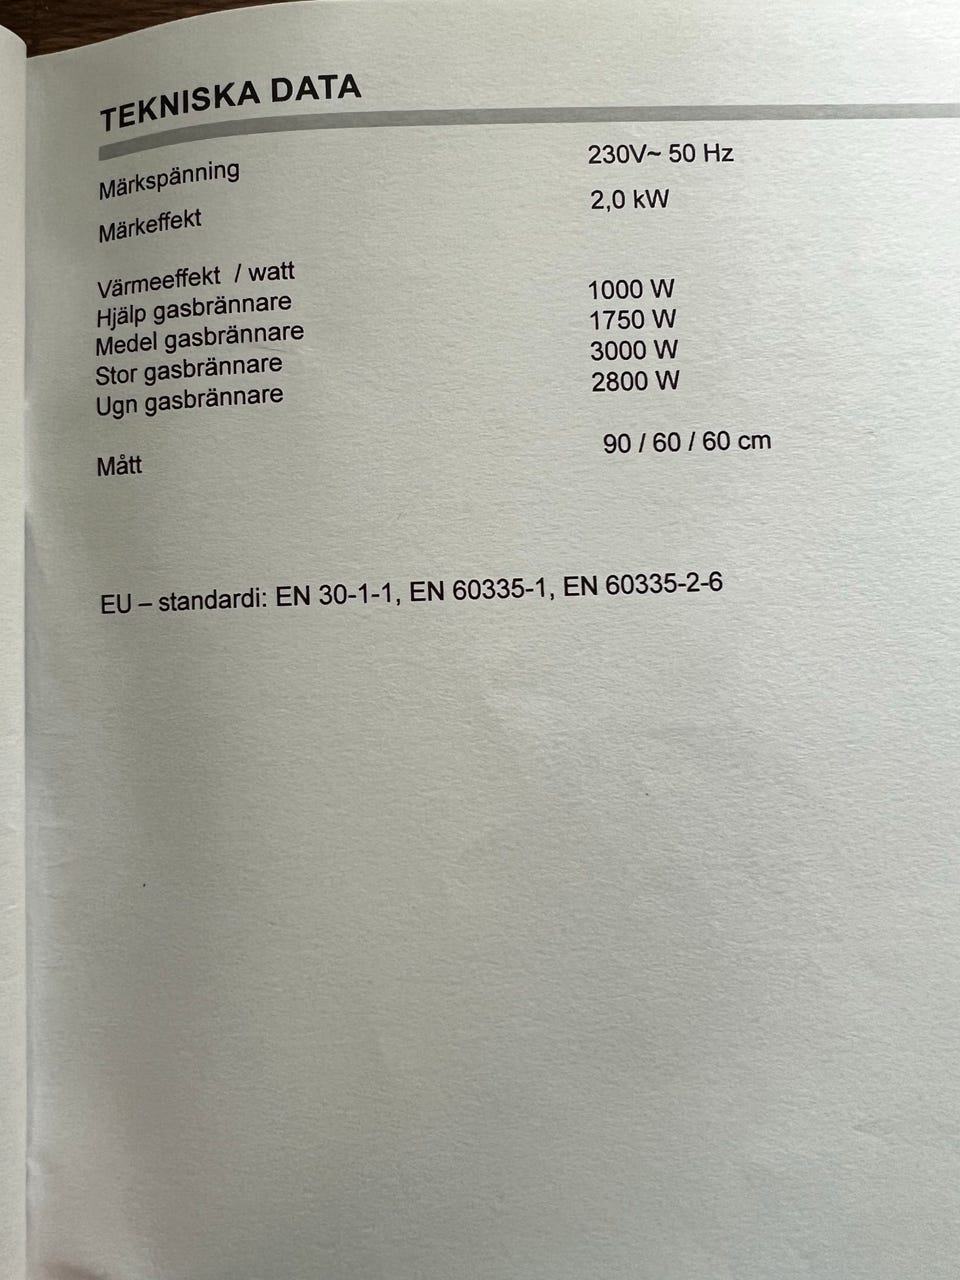 TEKNISKA DATA
Märkspänning 230V~ 50 Hz
Märkeffekt 2,0 kW
Värmeeffekt / watt
Hjälp gasbrännare 1000 W
Medel gasbrännare 1750 W
Stor gasbrännare 3000 W
Ugn gasbrännare 2800 W
Mått 90 / 60 / 60 cm
EU – standardi: EN 30-1-1, EN 60335-1, EN 60335-2-6